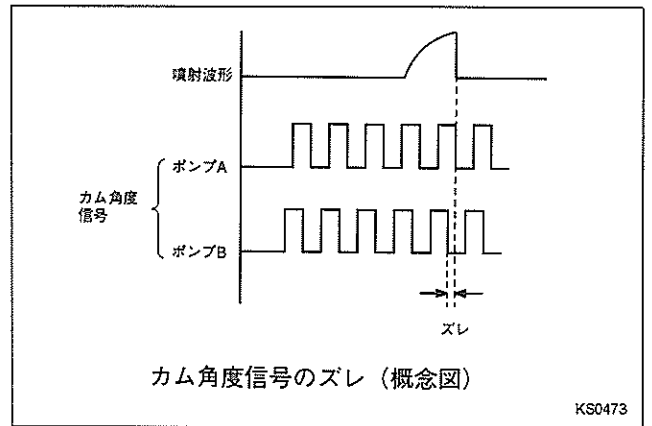 噴射波形
ポンプA
カム角度
信号
ポンプB
ズレ
カム角度信号のズレ（概念図）
KS0473